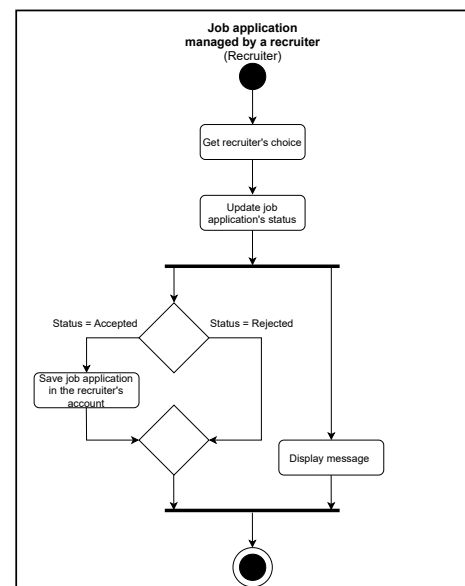 Job application
managed by a recruiter
(Recruiter)
Get recruiter's choice
Update job
application's status
Status = Accepted
Status = Rejected
Save job application
in the recruiter's
account
Display message